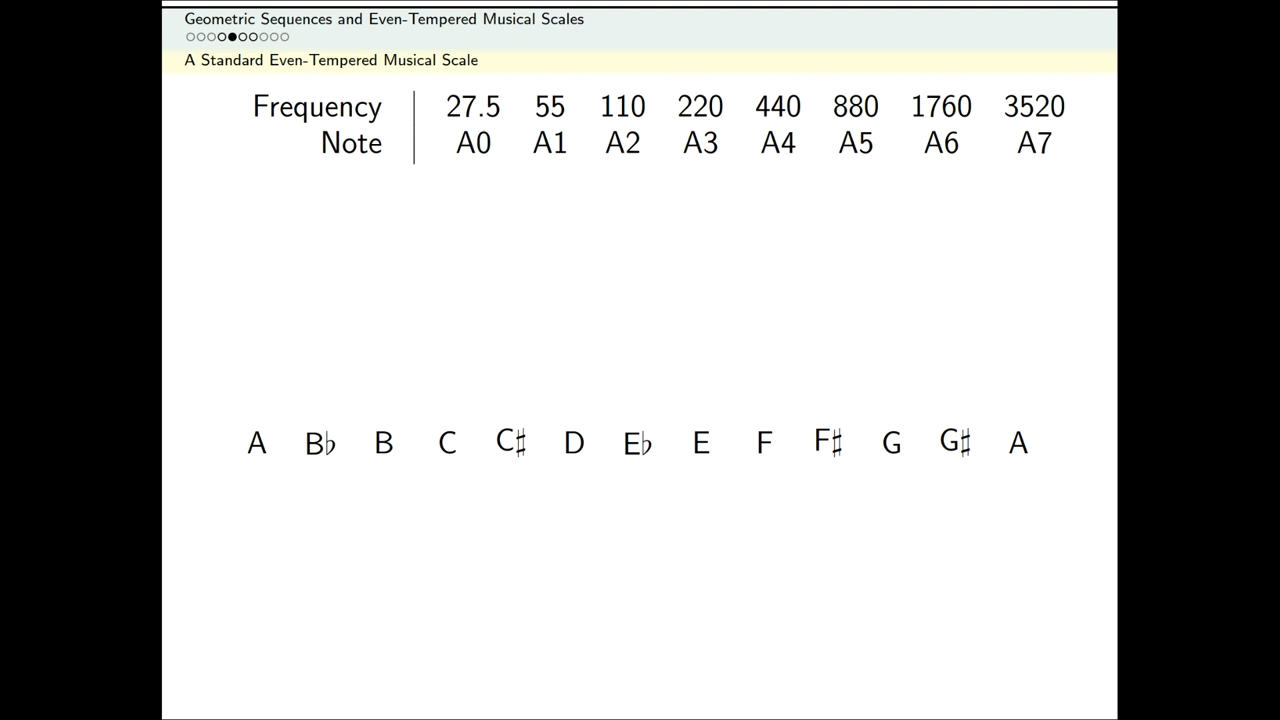 Geometric Sequences and Even-Tempered Musical Scales
A Standard Even-Tempered Musical Scale
Frequency 27.5 55 110 220 440 880 1760 3520
Note A0 A1 A2 A3 A4 A5 A6 A7
A B♭ B C C♯ D E♭ E F F♯ G G♯ A